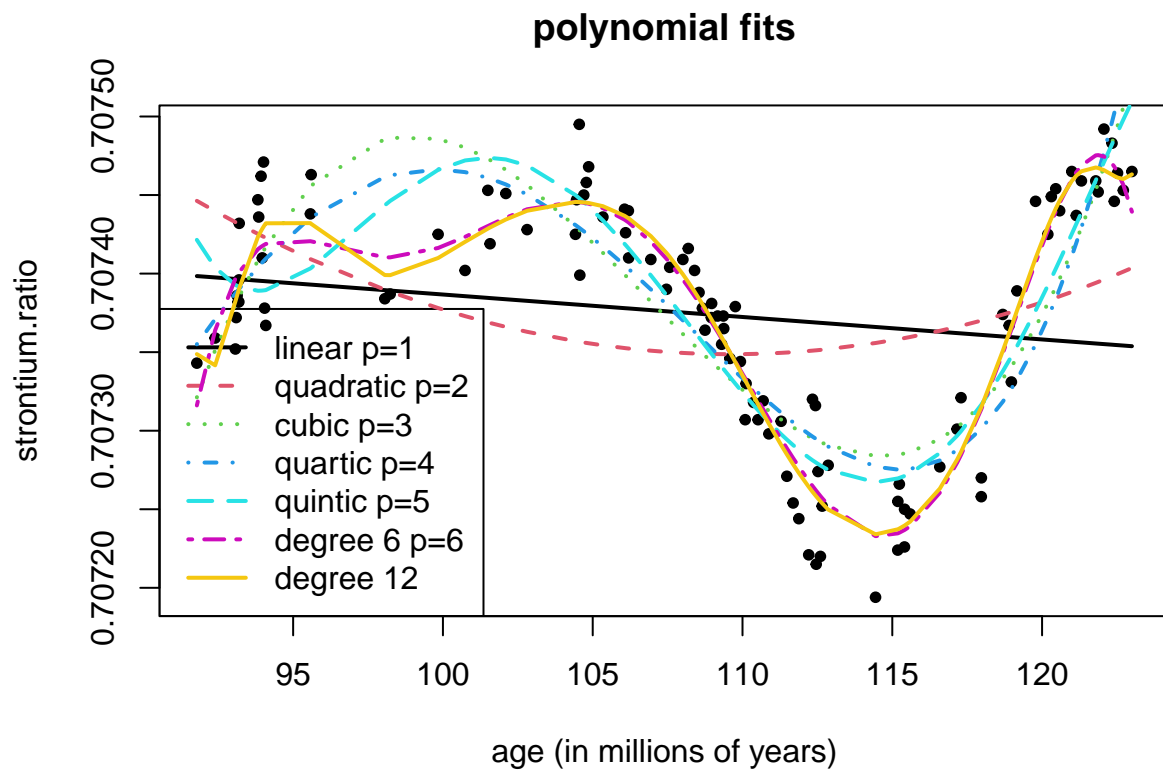 polynomial fits
0.70750
0.70740
0.70730
0.70720
strontium.ratio
linear p=1
quadratic p=2
cubic p=3
quartic p=4
quintic p=5
degree 6 p=6
degree 12
95 100 105 110 115 120
age (in millions of years)